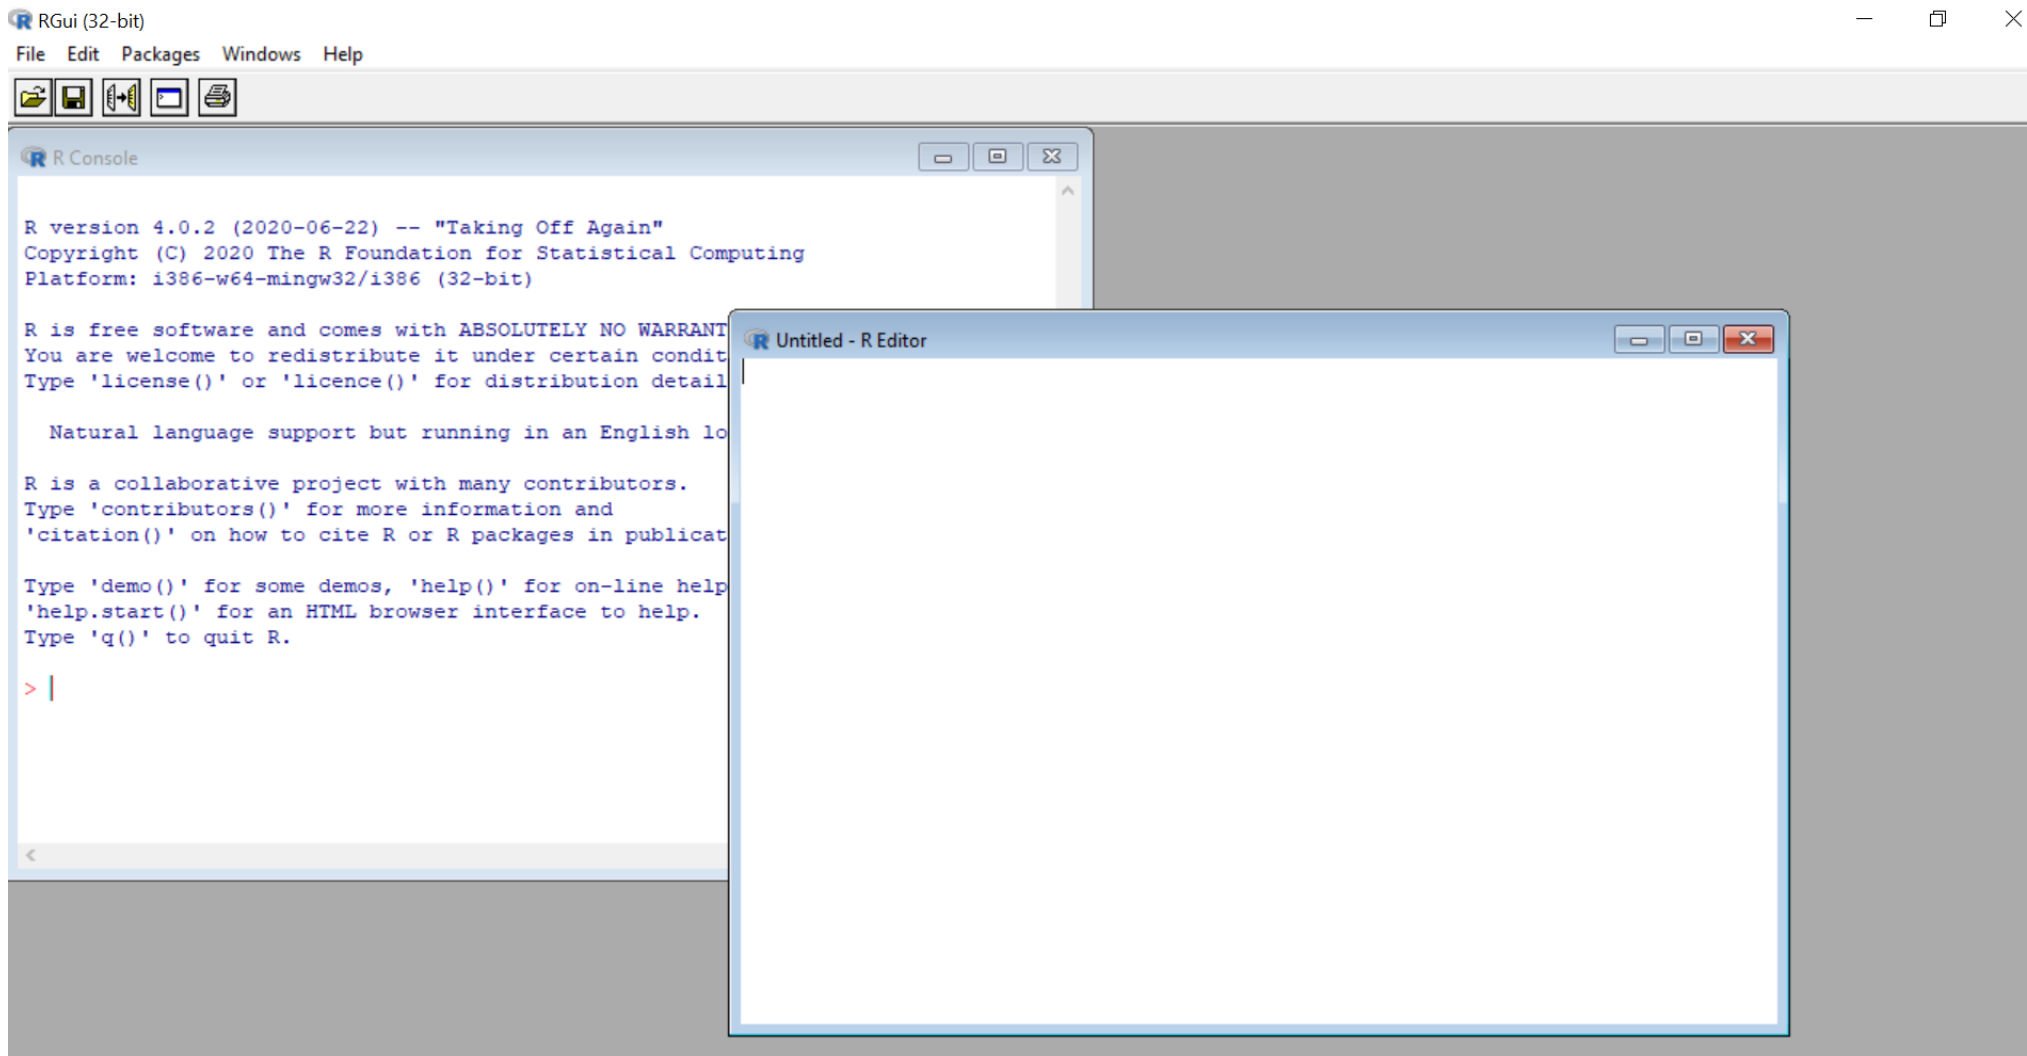 RGui (32-bit)
File Edit Packages Windows Help
R Console
R version 4.0.2 (2020-06-22) -- "Taking Off Again"
Copyright (C) 2020 The R Foundation for Statistical Computing
Platform: i386-w64-mingw32/i386 (32-bit)
R is free software and comes with ABSOLUTELY NO WARRANT
You are welcome to redistribute it under certain condit
Type 'license()' or 'licence()' for distribution detail
Natural language support but running in an English lo
R is a collaborative project with many contributors.
Type 'contributors()' for more information and
'citation()' on how to cite R or R packages in publicat
Type 'demo()' for some demos, 'help()' for on-line help
'help.start()' for an HTML browser interface to help.
Type 'q()' to quit R.
>
Untitled - R Editor